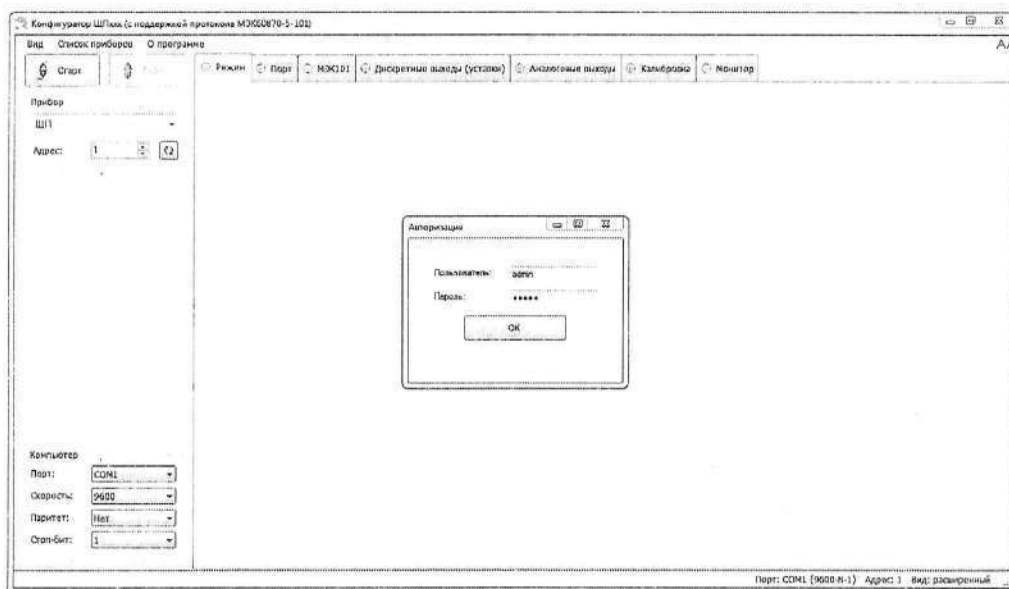 Конфигуратор ЩПxxx (с поддержкой протокола МЭК60870-5-101)
Вид Список приборов О программе
Старт
Режим Порт МЭК101 Дискретные выходы (уставки) Аналоговые выходы Калибровка Монитор
Прибор
ЩП
Адрес: 1
Авторизация
Пользователь: admin
Пароль: •••••
OK
Компьютер
Порт: COM1
Скорость: 9600
Паритет: Нет
Стоп-бит: 1
Порт: COM1 (9600-N-1) Адрес: 1 Вид: расширенный